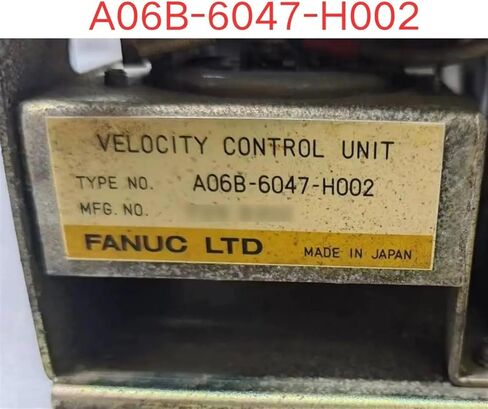 A06B-6047-H002
VELOCITY CONTROL UNIT
TYPE NO. A06B-6047-H002
MFG. NO.
FANUC LTD MADE IN JAPAN